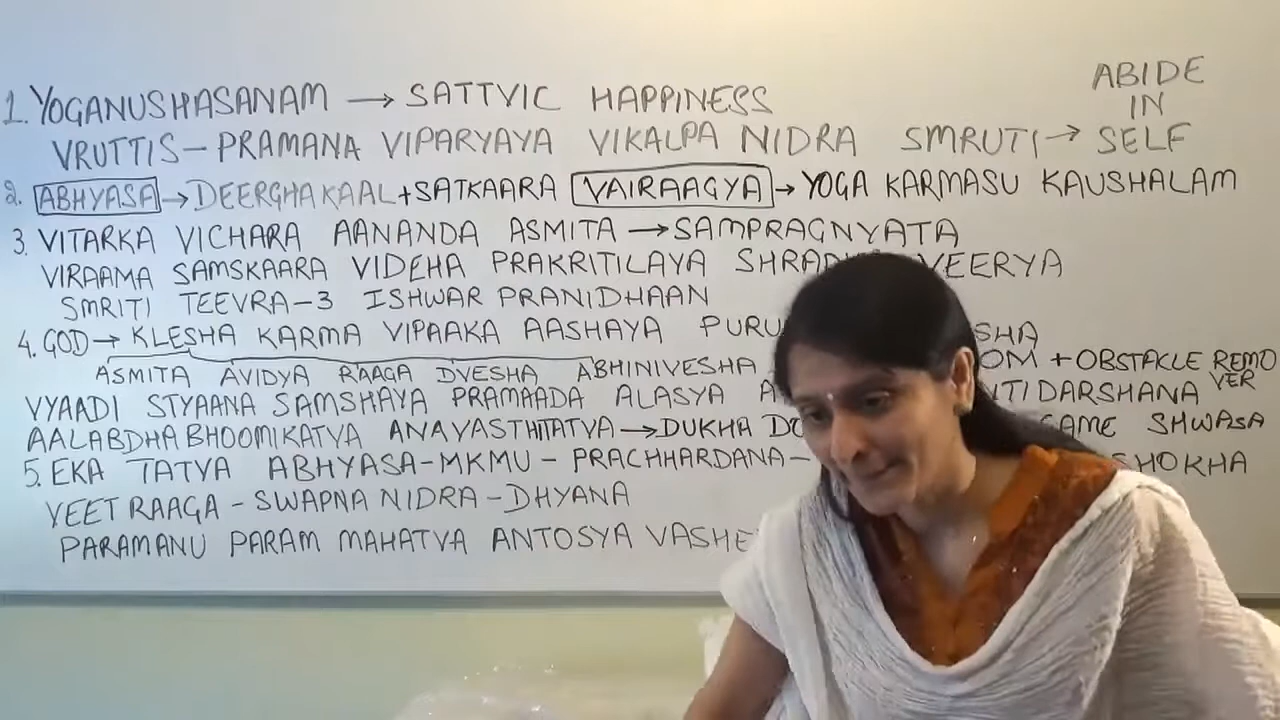 ABIDE
IN
SELF
1. YOGANUSHASANAM → SATTVIC HAPPINESS
VRUTTIS – PRAMANA VIPARYAYA VIKALPA NIDRA SMRUTI →
2. ABHYASA → DEERGHA KAAL + SATKAARA VAIRAAGYA → YOGA KARMASU KAUSHALAM
3. VITARKA VICHARA AANANDA ASMITA → SAMPRAGNYATA
VIRAAMA SAMSKAARA VIDEHA PRAKRITILAYA VEERYA
SMRITI TEEVRA – 3 ISHWAR PRANIDHAAN
4. GOD → KLESHA KARMA VIPAAKA AASHAYA
ASMITA AVIDYA RAAGA DVESHA ABHINIVESHA OM + OBSTACLE REMOVER
VYAADI STYAANA SAMSHAYA PRAMAADA ALASYA
AALABDHABHOOMIKATVA ANAVASTHITATVA → DUKHA SHWASA
5. EKA TATVA ABHYASA – MKMU – PRACHHARDANA –
VEET RAAGA – SWAPNA NIDRA – DHYANA
PARAMANU PARAM MAHATVA ANTOSYA